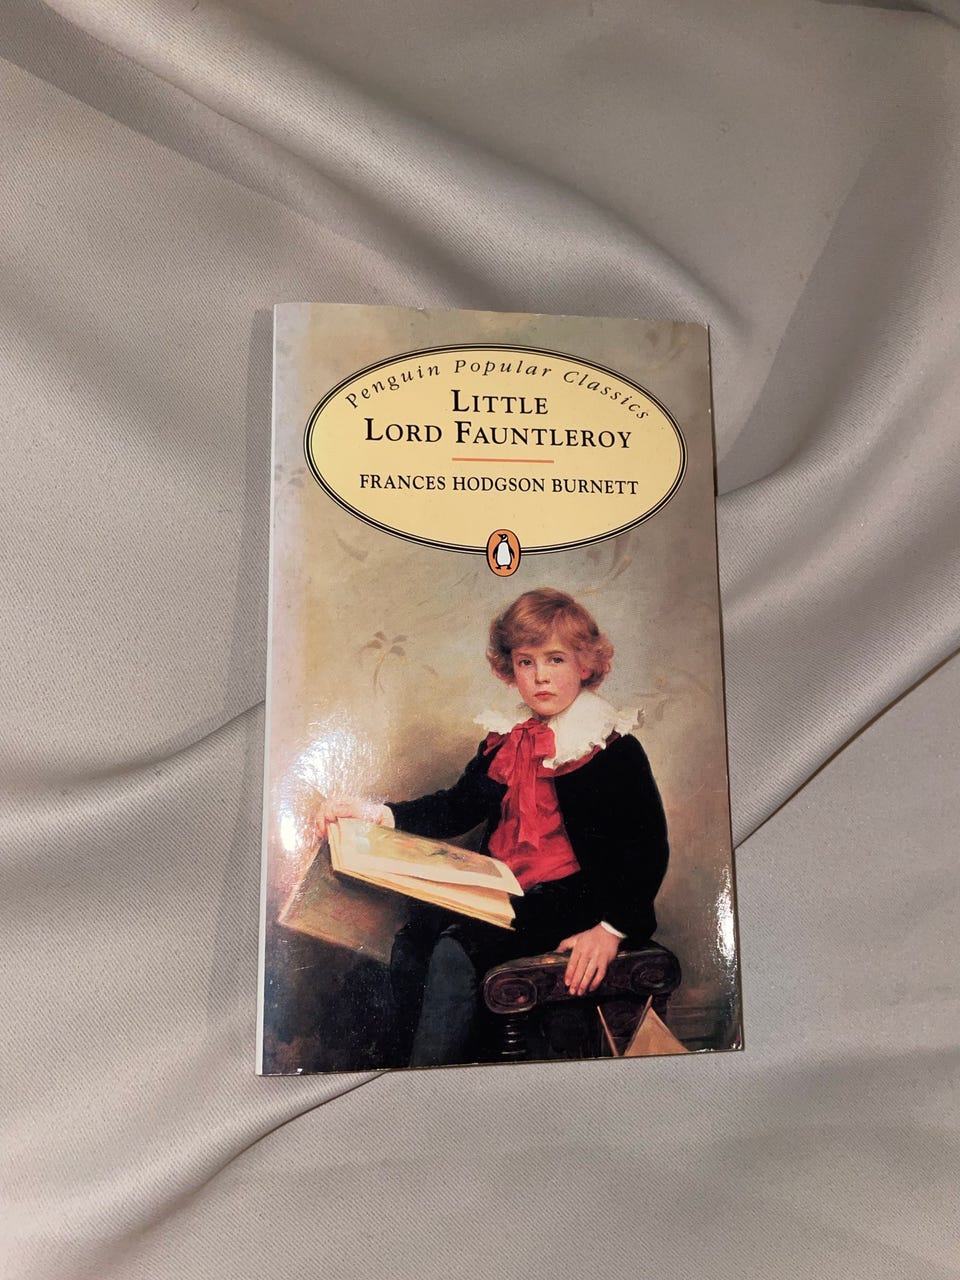 Penguin Popular Classics
LITTLE
LORD FAUNTLEROY
FRANCES HODGSON BURNETT